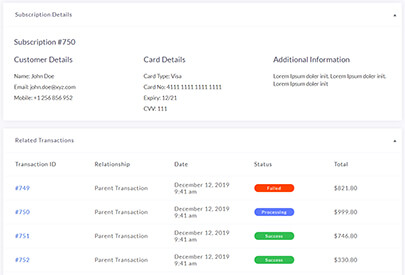 Subscription Details
Subscription #750
Customer Details
Name: John Doe
Email: john.doe@xyz.com
Mobile: +1 256 856 952
Card Details
Card Type: Visa
Card No: 4111 1111 1111 1111
Expiry: 12/21
CVV: 111
Additional Information
Lorem Ipsum doler init. Lorem Ipsum doler init.
Lorem Ipsum doler init
Related Transactions
Transaction ID Relationship Date Status Total
#749 Parent Transaction December 12, 2019 9:41 am Failed $821.80
#750 Parent Transaction December 12, 2019 9:41 am Processing $999.80
#751 Parent Transaction December 12, 2019 9:41 am Success $746.80
#752 Parent Transaction December 12, 2019 9:41 am Success $330.80